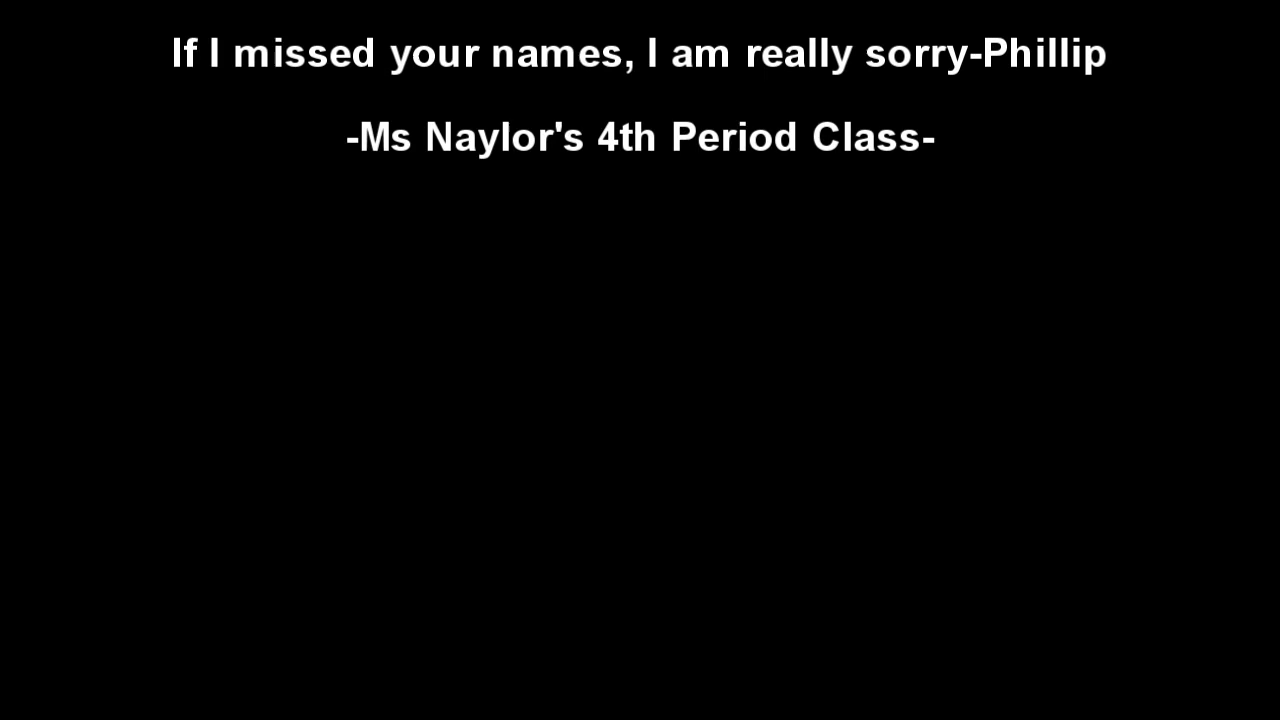 If I missed your names, I am really sorry-Phillip
-Ms Naylor's 4th Period Class-